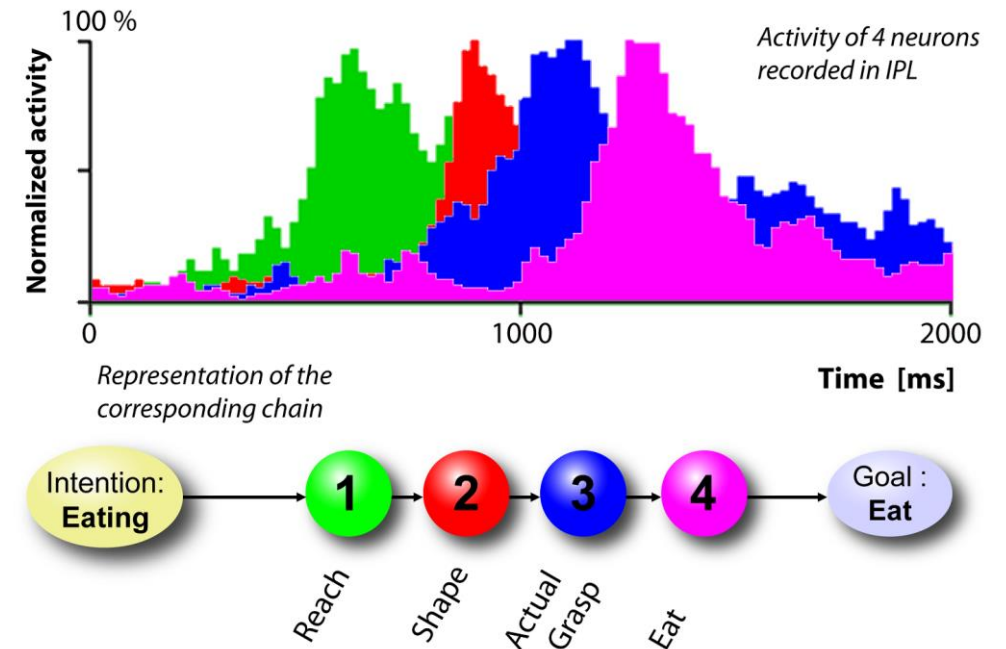 100 %
Activity of 4 neurons
recorded in IPL
Normalized activity
0
1000
2000
Time [ms]
Representation of the
corresponding chain
Intention:
Eating
1
2
3
4
Goal :
Eat
Reach
Shape
Actual
Grasp
Eat